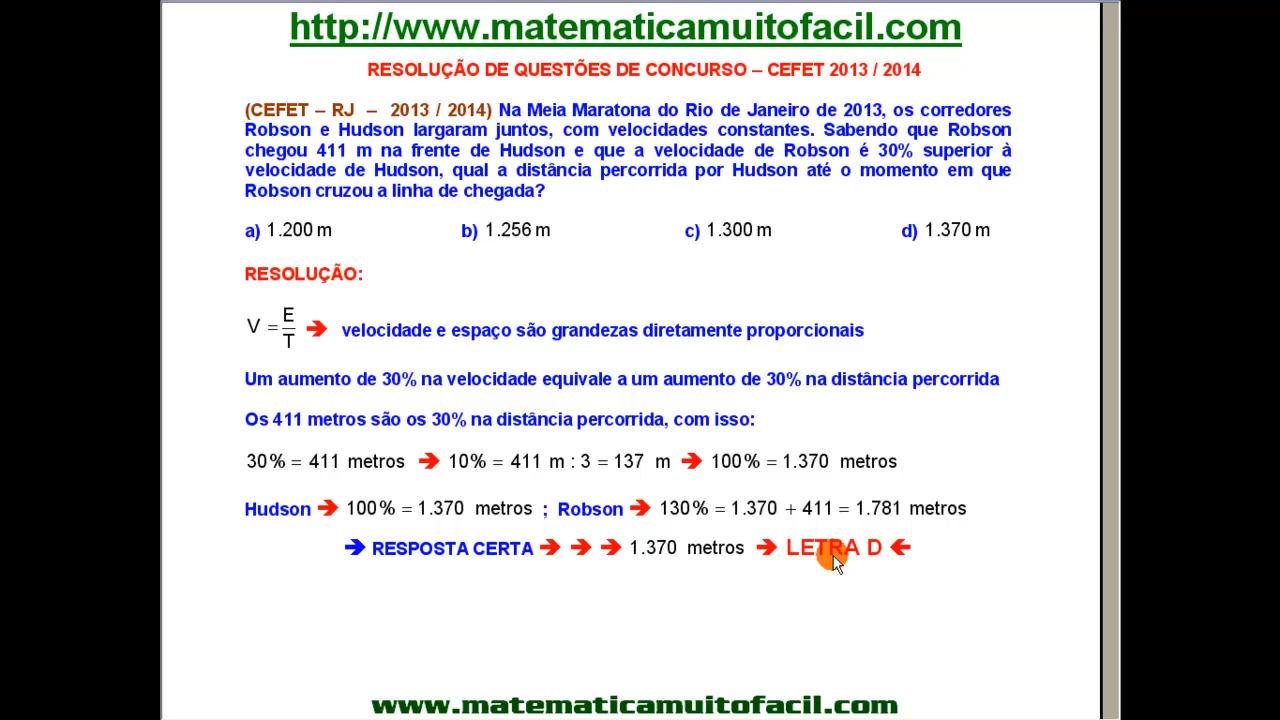 http://www.matematicamuitofacil.com
RESOLUÇÃO DE QUESTÕES DE CONCURSO – CEFET 2013 / 2014
(CEFET – RJ – 2013 / 2014) Na Meia Maratona do Rio de Janeiro de 2013, os corredores
Robson e Hudson largaram juntos, com velocidades constantes. Sabendo que Robson
chegou 411 m na frente de Hudson e que a velocidade de Robson é 30% superior à
velocidade de Hudson, qual a distância percorrida por Hudson até o momento em que
Robson cruzou a linha de chegada?
a) 1.200 m b) 1.256 m c) 1.300 m d) 1.370 m
RESOLUÇÃO:
V = E/T ➔ velocidade e espaço são grandezas diretamente proporcionais
Um aumento de 30% na velocidade equivale a um aumento de 30% na distância percorrida
Os 411 metros são os 30% na distância percorrida, com isso:
30% = 411 metros ➔ 10% = 411 m : 3 = 137 m ➔ 100% = 1.370 metros
Hudson ➔ 100% = 1.370 metros ; Robson ➔ 130% = 1.370 + 411 = 1.781 metros
➔ RESPOSTA CERTA ➔ ➔ ➔ 1.370 metros ➔ LETRA D ←
www.matematicamuitofacil.com